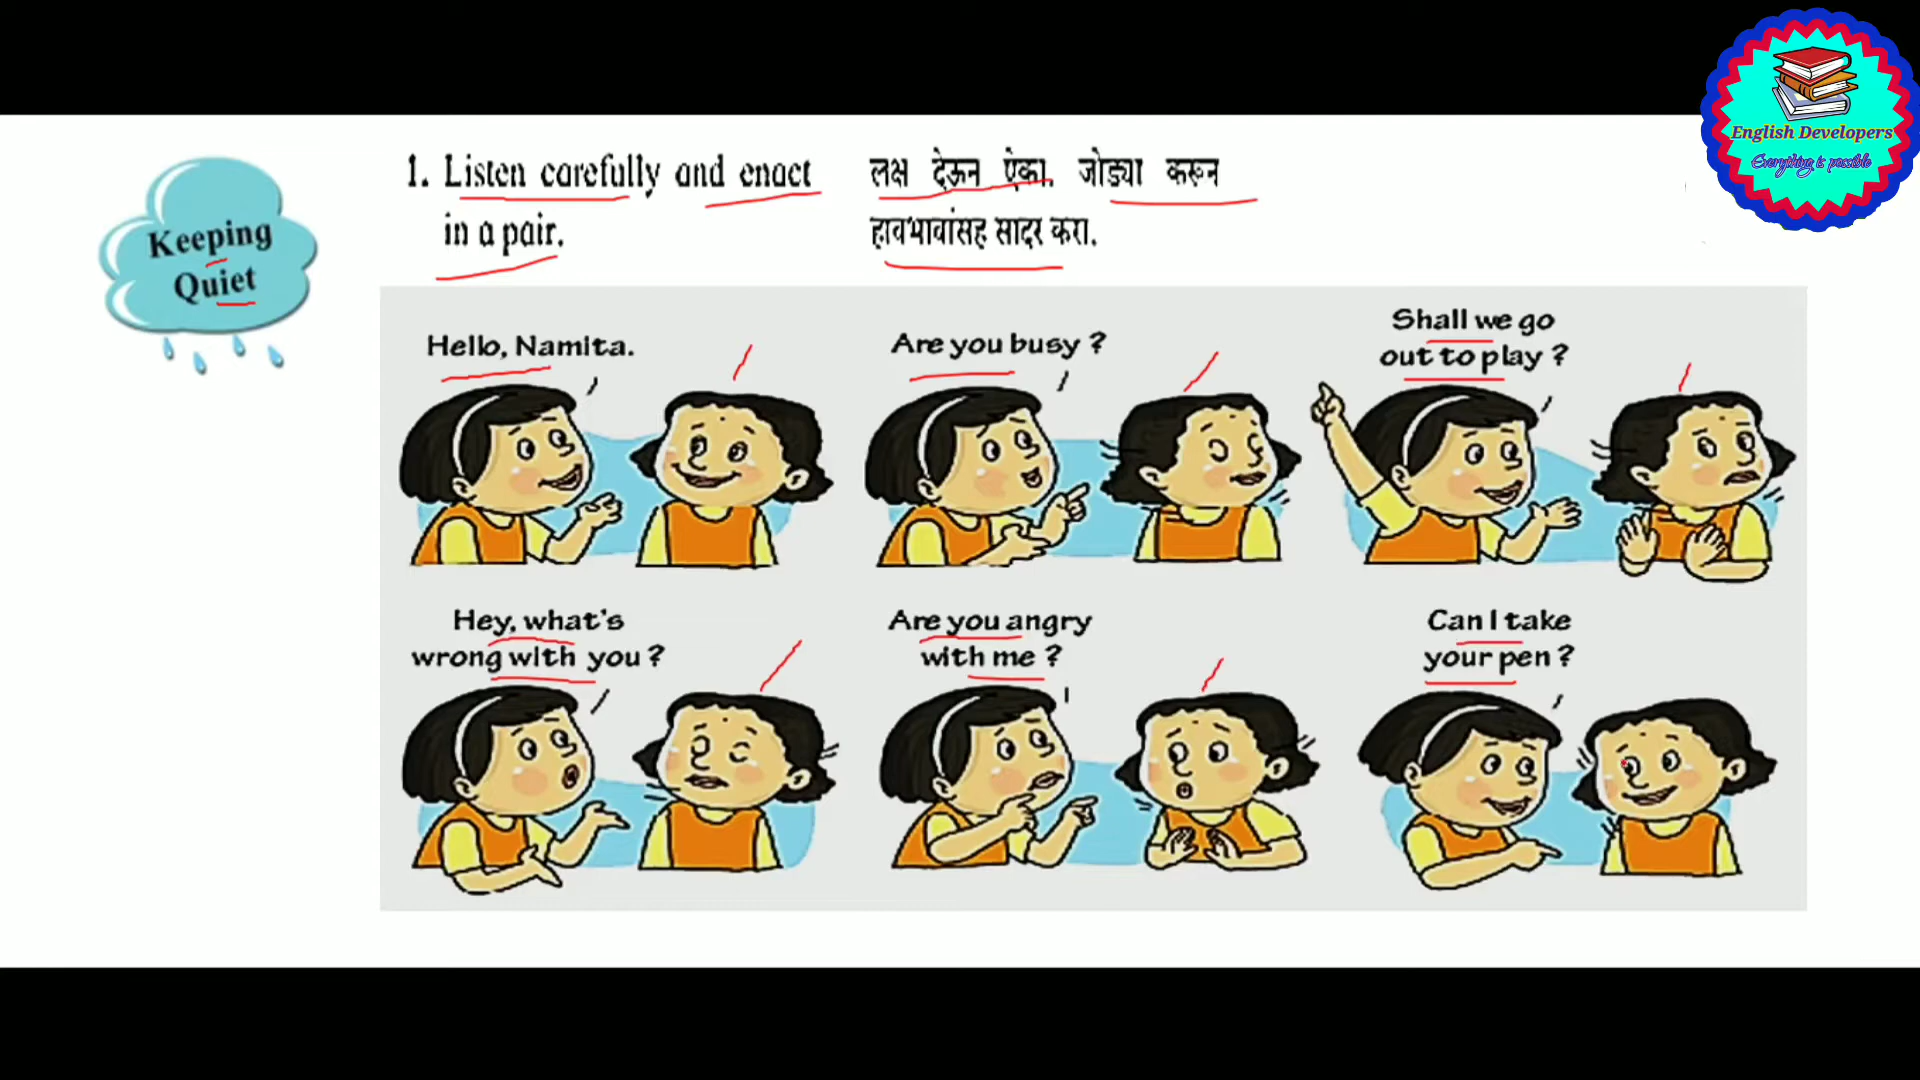 English Developers
Everything is possible
Keeping
Quiet
1. Listen carefully and enact
in a pair.
लक्ष देऊन ऐका. जोड्या करून
हावभावांसह सादर करा.
Hello, Namita.
Are you busy ?
Shall we go
out to play ?
Hey, what's
wrong with you ?
Are you angry
with me ?
Can I take
your pen ?